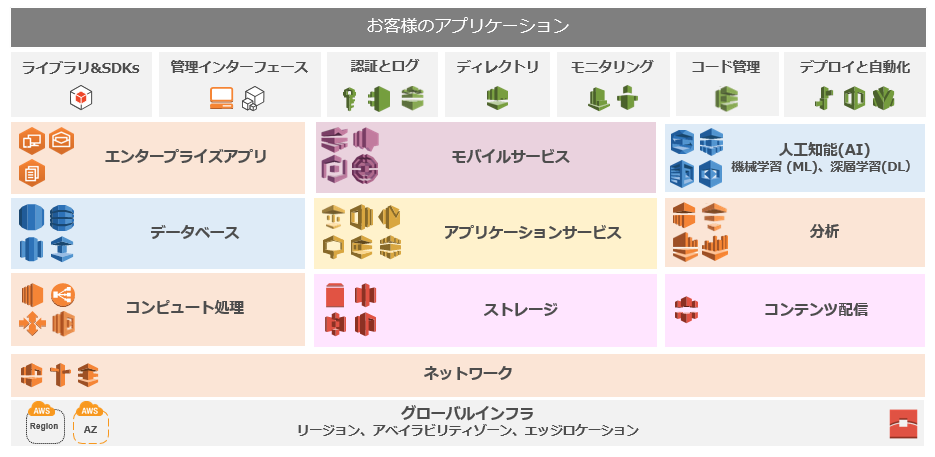 お客様のアプリケーション
ライブラリ&SDKs
管理インターフェース
認証とログ
ディレクトリ
モニタリング
コード管理
デプロイと自動化
エンタープライズアプリ
モバイルサービス
人工知能(AI)
機械学習 (ML)、深層学習(DL)
データベース
アプリケーションサービス
分析
コンピュート処理
ストレージ
コンテンツ配信
ネットワーク
AWS
Region
AWS
AZ
グローバルインフラ
リージョン、アベイラビリティゾーン、エッジロケーション